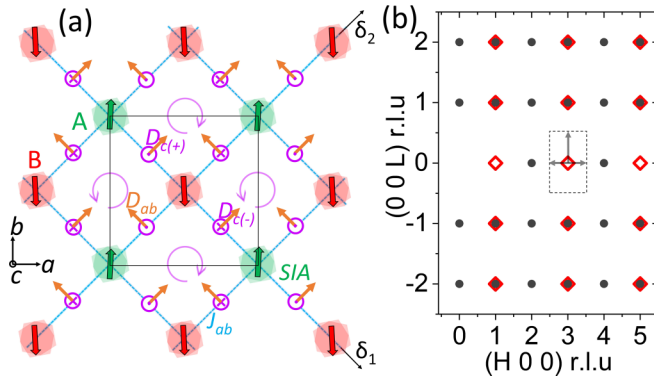 (a)
δ2
A
Dc(+)
B
Dab
Dc(-)
b
c
a
SIA
Jab
δ1
(b)
(0 0 L) r.l.u
2
1
0
-1
-2
0 1 2 3 4 5
(H 0 0) r.l.u